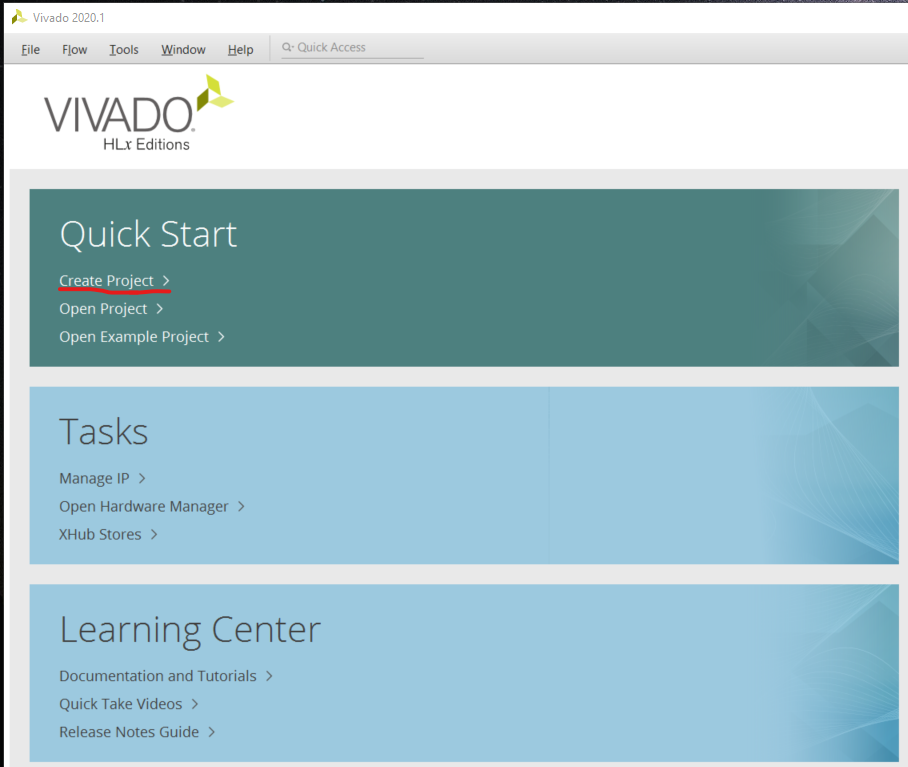 Vivado 2020.1
File Flow Tools Window Help Quick Access
VIVADO.
HLx Editions
Quick Start
Create Project >
Open Project >
Open Example Project >
Tasks
Manage IP >
Open Hardware Manager >
XHub Stores >
Learning Center
Documentation and Tutorials >
Quick Take Videos >
Release Notes Guide >